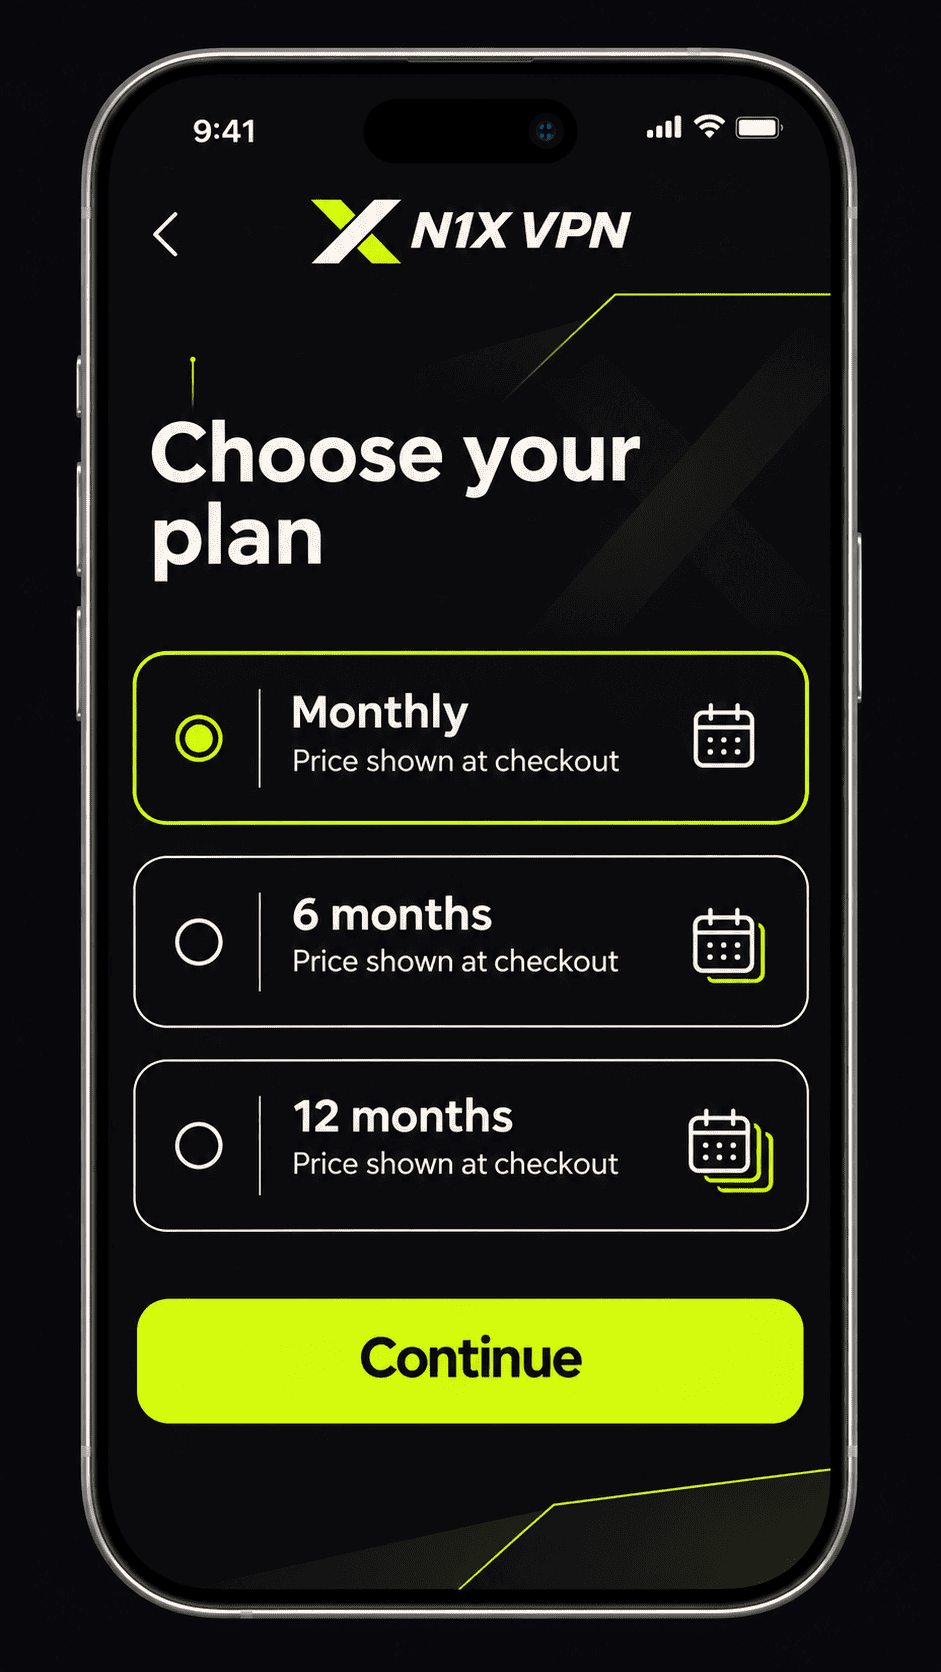 9:41
N1X VPN
Choose your
plan
Monthly
Price shown at checkout
6 months
Price shown at checkout
12 months
Price shown at checkout
Continue